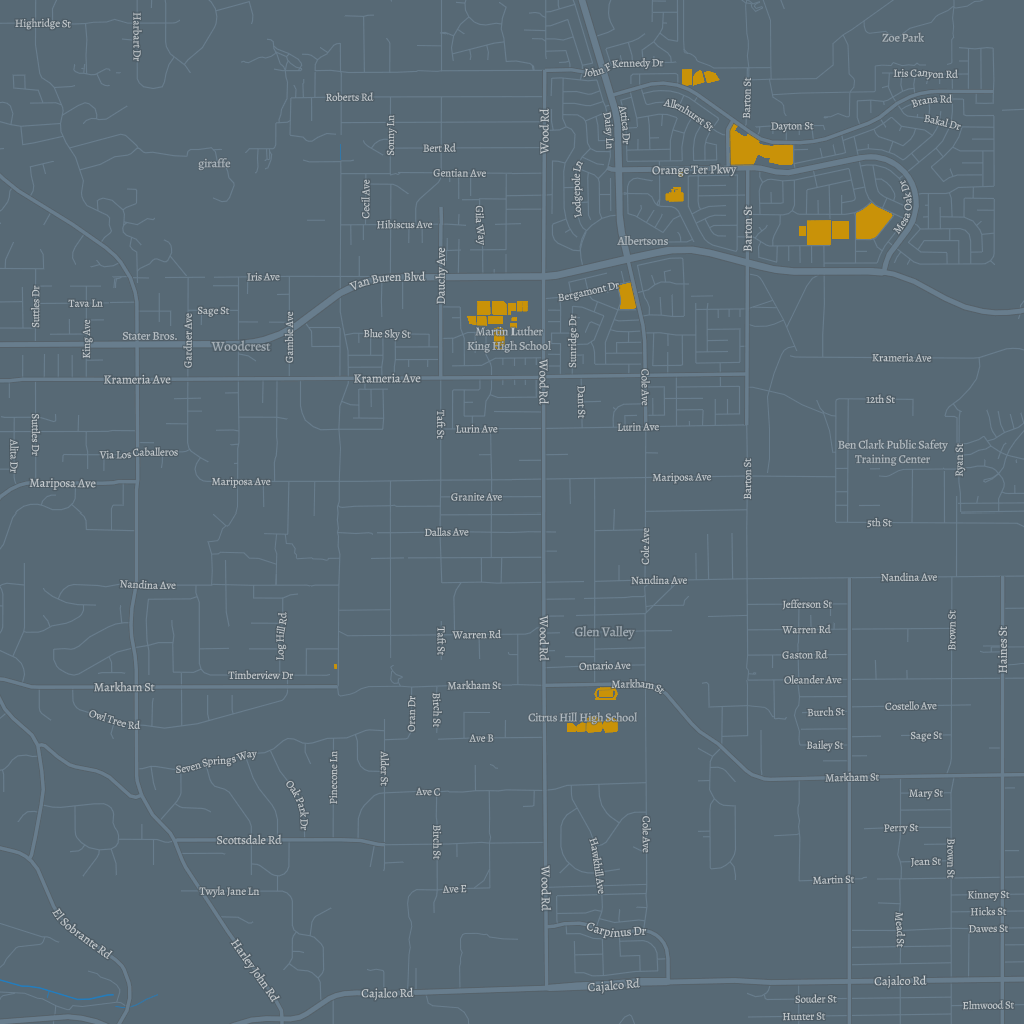 Highridge St
Harbart Dr
Zoe Park
John F
Kennedy Dr
Iris Canyon Rd
Roberts Rd
Barton St
Brana Rd
Allenhurst St
Attica Dr
Daisy Ln
Wood Rd
Sonny Ln
Dayton St
Bakal Dr
Bert Rd
giraffe
Gentian Ave
Orange Ter Pkwy
Lodgepole Ln
Cecil Ave
Mesa Oak Dr
Hibiscus Ave
Gila Way
Barton St
Albertsons
Iris Ave
Van Buren Blvd
Dauchy Ave
Bergamont Dr
Suttles Dr
Tava Ln
Sage St
King Ave
Stater Bros.
Gardner Ave
Gamble Ave
Woodcrest
Blue Sky St
Martin Luther
King High School
Sunridge Dr
Krameria Ave
Krameria Ave
Krameria Ave
Wood Rd
Cole Ave
Dant St
12th St
Suttles Dr
Alita Dr
Taft St
Lurin Ave
Lurin Ave
Ben Clark Public Safety
Training Center
Ryan St
Via Los Caballeros
Mariposa Ave
Mariposa Ave
Mariposa Ave
Barton St
Granite Ave
5th St
Dallas Ave
Cole Ave
Nandina Ave
Nandina Ave
Nandina Ave
Jefferson St
Log Hill Rd
Taft St
Warren Rd
Wood Rd
Glen Valley
Warren Rd
Brown St
Haines St
Gaston Rd
Ontario Ave
Timberview Dr
Oleander Ave
Markham St
Markham St
Markham St
Owl Tree Rd
Oran Dr
Birch St
Citrus Hill High School
Burch St
Costello Ave
Ave B
Sage St
Bailey St
Seven Springs Way
Pinecone Ln
Alder St
Markham St
Oak Park Dr
Ave C
Mary St
Scottsdale Rd
Birch St
Cole Ave
Perry St
Brown St
Hawkhill Ave
Jean St
Twyla Jane Ln
Ave E
Wood Rd
Martin St
Kinney St
Hicks St
Mead St
Dawes St
El Sobrante Rd
Carpinus Dr
Harley John Rd
Cajalco Rd
Cajalco Rd
Cajalco Rd
Souder St
Elmwood St
Hunter St